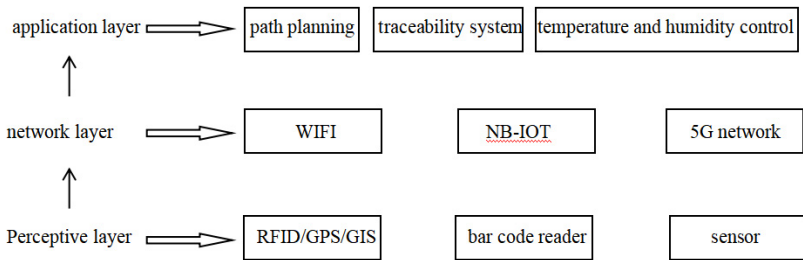 application layer path planning traceability system temperature and humidity control
network layer WIFI NB-IOT 5G network
Perceptive layer RFID/GPS/GIS bar code reader sensor